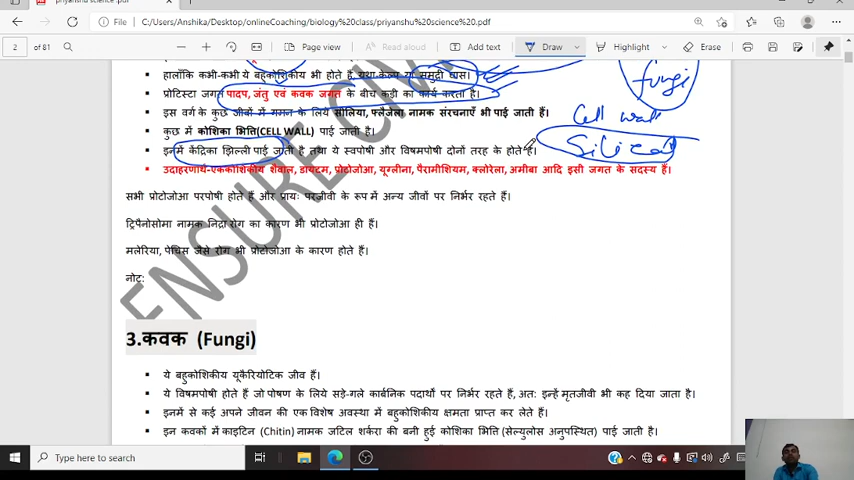 priyanshu science .pdf
C:/Users/Anshika/Desktop/onlineCoaching/biology%20class/priyanshu%20science%20.pdf
2 of 81
Page view
Read aloud
Add text
Draw
Highlight
Erase
हालाँकि कभी-कभी ये बहुकोशिकीय भी होते हैं, यथा केल्प या समुद्री घास।
fungi
प्रोटिस्टा जगत पादप, जंतु एवं कवक जगत के बीच कड़ी का कार्य करता है।
इस वर्ग के कुछ जीवों में गमन के लिये सीलिया, फ्लैजेला नामक संरचनाएँ भी पाई जाती हैं।
Cell wall
कुछ में कोशिका भित्ति(CELL WALL) पाई जाती है।
इनमें केंद्रिका झिल्ली पाई जाती है तथा ये स्वपोषी और विषमपोषी दोनों तरह के होते हैं।
उदाहरणार्थ-एककोशिकीय शैवाल, डायटम, प्रोटोजोआ, यूग्लीना, पैरामीशियम, क्लोरेला, अमीबा आदि इसी जगत के सदस्य हैं।
सभी प्रोटोजोआ परपोषी होते हैं और प्रायः परजीवी के रूप में अन्य जीवों पर निर्भर रहते हैं।
ट्रिपैनोसोमा नामक निद्रा रोग का कारण भी प्रोटोजोआ ही हैं।
मलेरिया, पेचिस जैसे रोग भी प्रोटोजोआ के कारण होते हैं।
नोट:
ENSURE CIVIL
3.कवक (Fungi)
ये बहुकोशिकीय यूकैरियोटिक जीव हैं।
ये विषमपोषी होते हैं जो पोषण के लिये सड़े-गले कार्बनिक पदार्थों पर निर्भर रहते हैं, अत: इन्हें मृतजीवी भी कह दिया जाता है।
इनमें से कई अपने जीवन की एक विशेष अवस्था में बहुकोशिकीय क्षमता प्राप्त कर लेते हैं।
इन कवकों में काइटिन (Chitin) नामक जटिल शर्करा की बनी हुई कोशिका भित्ति (सेल्युलोस अनुपस्थित) पाई जाती है।
Type here to search
ENG